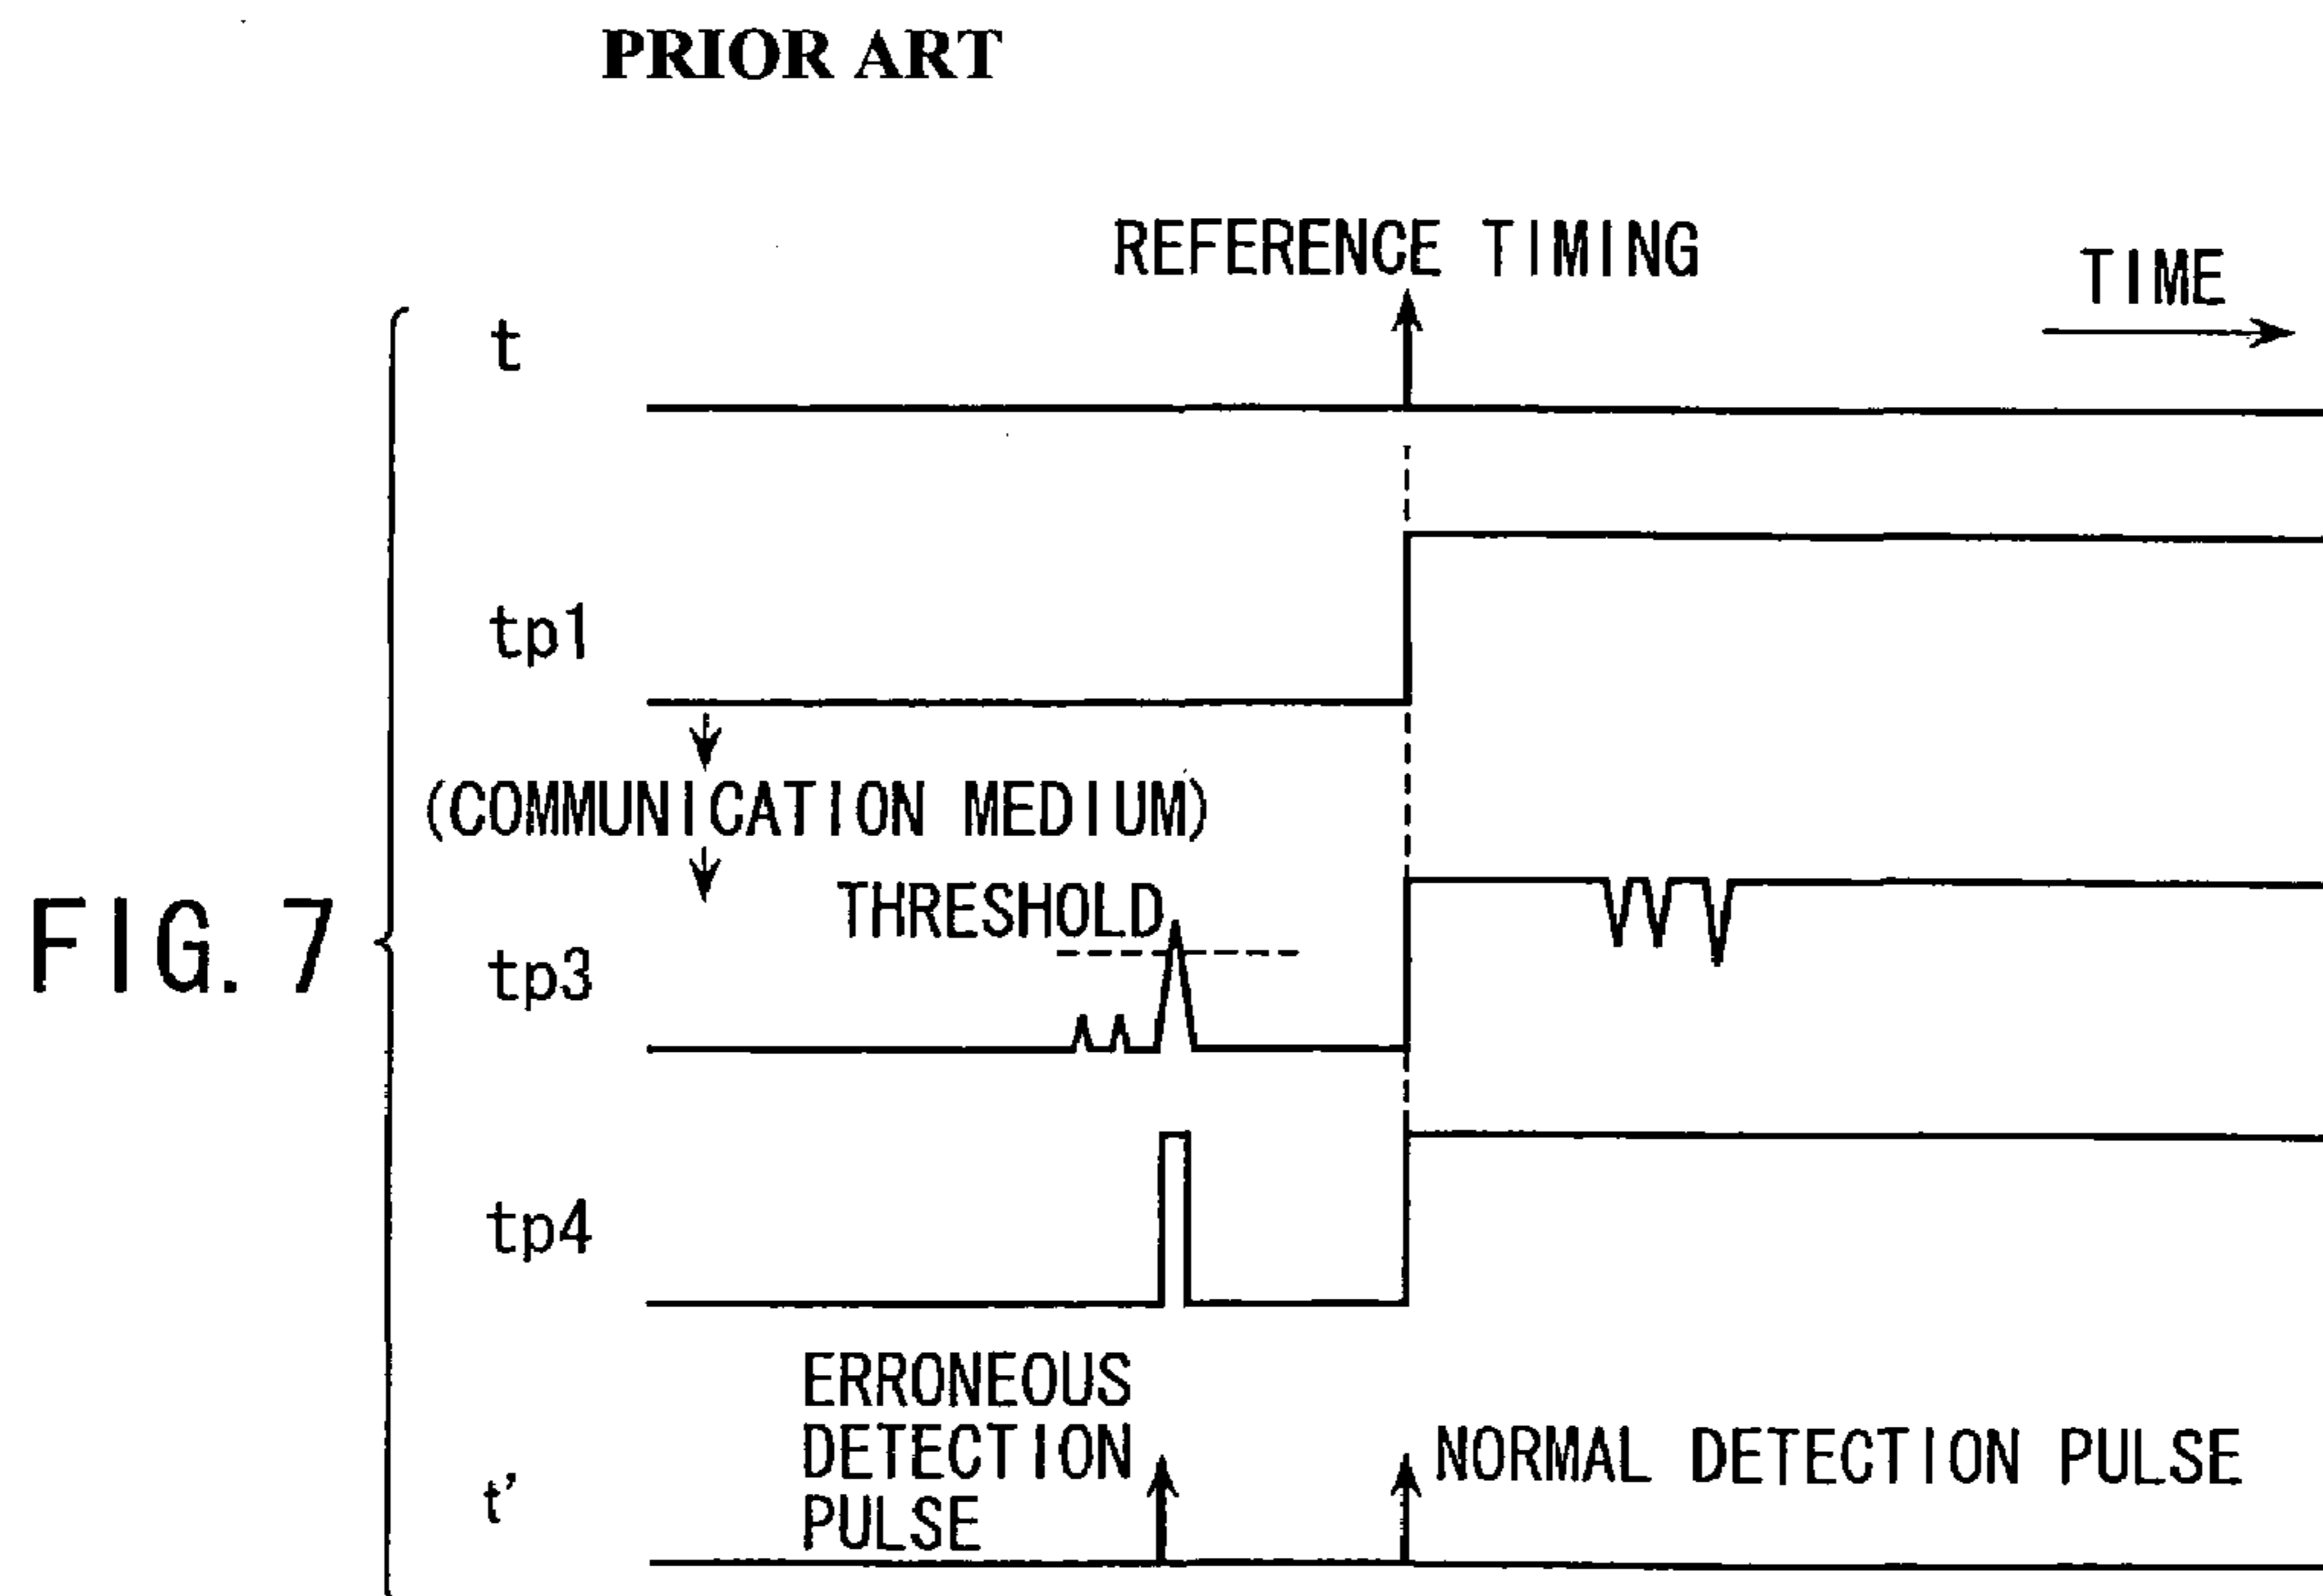 PRIOR ART
REFERENCE TIMING
TIME
t
tp1
(COMMUNICATION MEDIUM)
THRESHOLD
FIG. 7
tp3
tp4
ERRONEOUS
DETECTION
PULSE
NORMAL DETECTION PULSE
t'